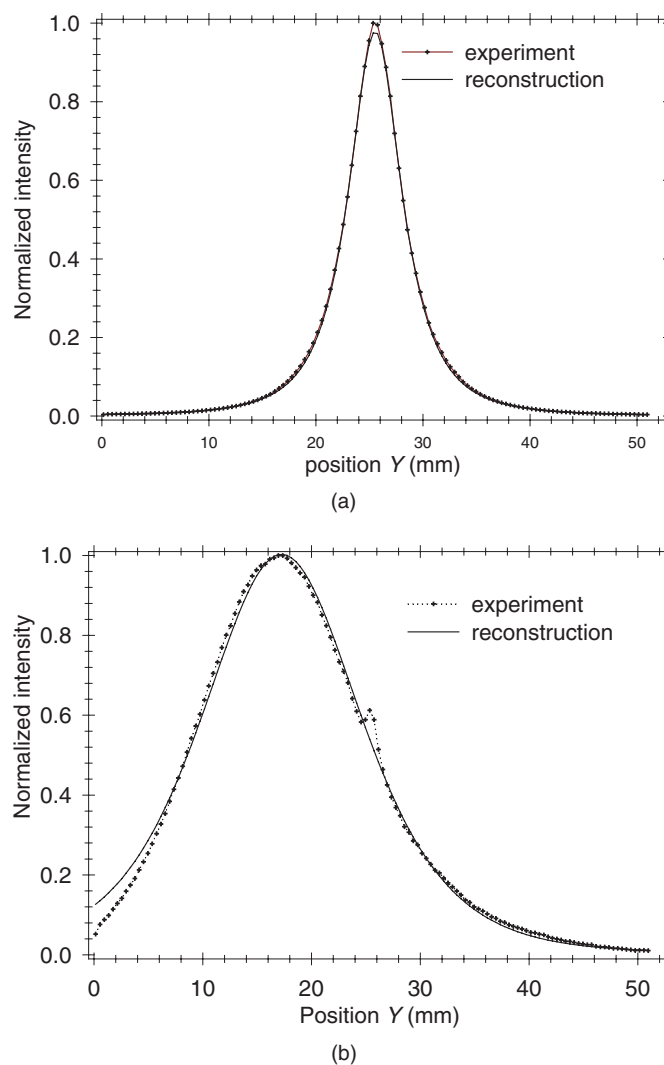 1.0
0.8
0.6
0.4
0.2
0.0
Normalized intensity
experiment
reconstruction
0 10 20 30 40 50
position Y (mm)
(a)
1.0
0.8
0.6
0.4
0.2
0.0
Normalized intensity
experiment
reconstruction
0 10 20 30 40 50
Position Y (mm)
(b)